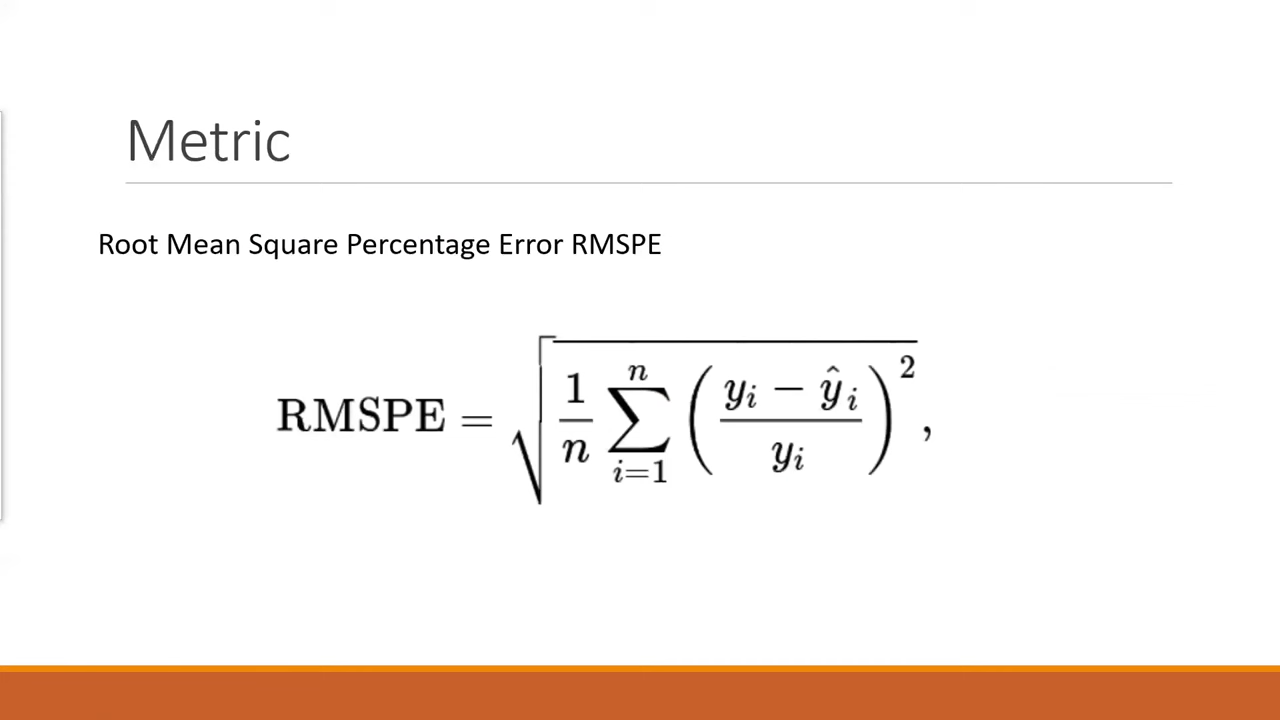 Metric
Root Mean Square Percentage Error RMSPE
RMSPE = √(1/n ∑_{i=1}^{n} ((y_i − ŷ_i)/y_i)^2),